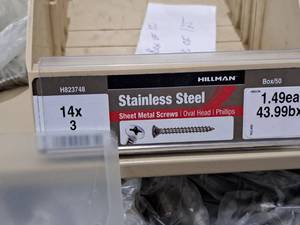 H823748
14x
3
HILLMAN
Stainless Steel
Sheet Metal Screws | Oval Head | Phillips
Box/50
1.49ea
43.99bx